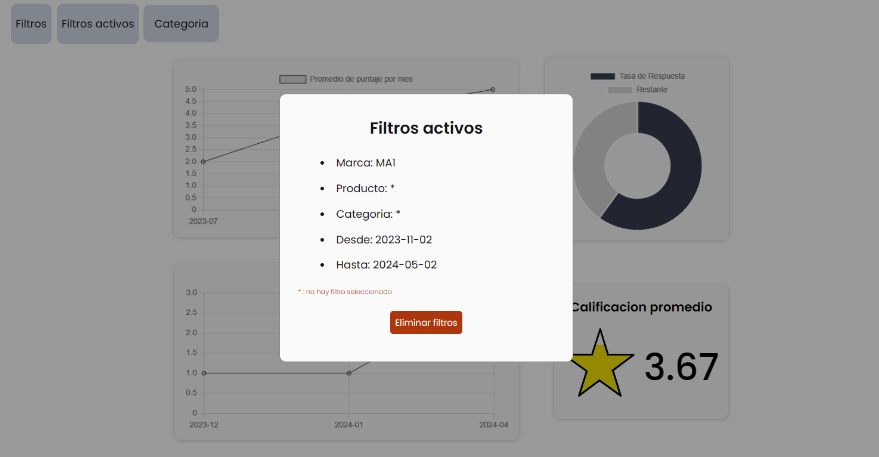 Filtros
Filtros activos
Categoria
Promedio de puntaje por mes
5.0
4.5
4.0
3.5
3.0
2.5
2.0
1.5
1.0
0.5
0
2023-07
Tasa de Respuesta
Restante
Filtros activos
• Marca: MA1
• Producto: *
• Categoria: *
• Desde: 2023-11-02
• Hasta: 2024-05-02
* : no hay filtro seleccionado
Eliminar filtros
3.0
2.5
2.0
1.5
1.0
0.5
0
2023-12
2024-01
2024-04
Calificacion promedio
3.67